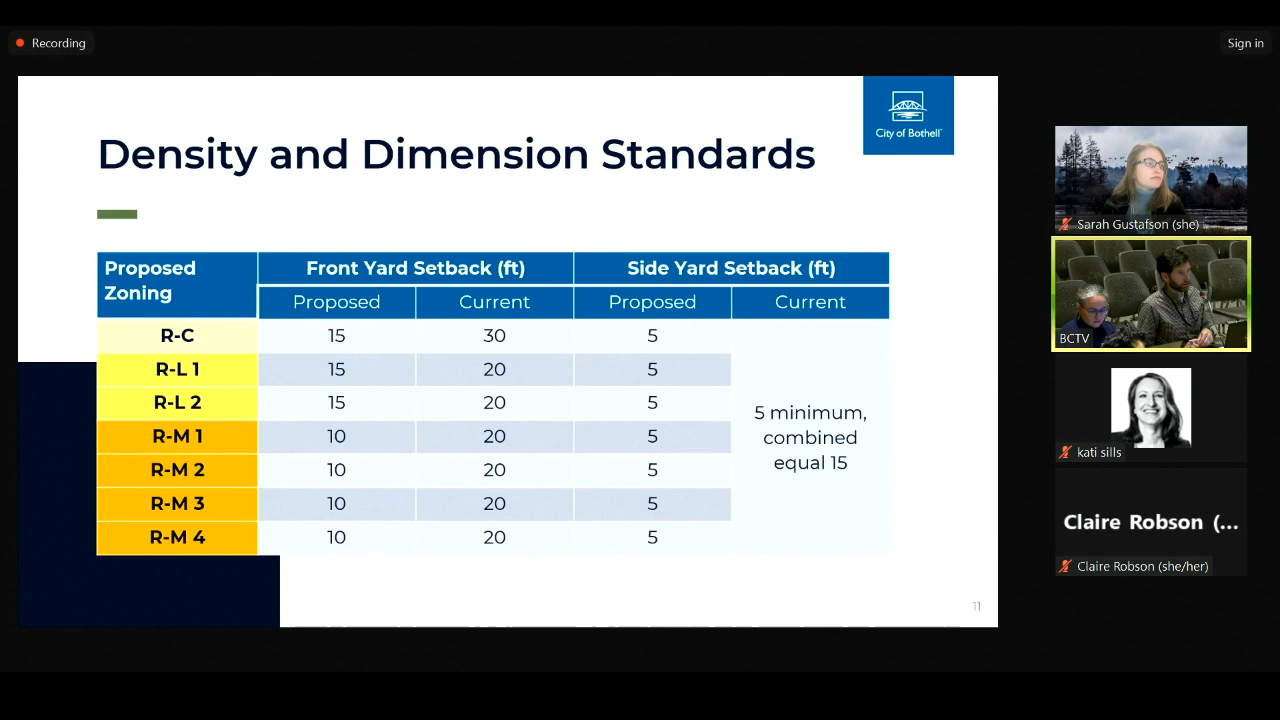 Recording
Sign in
City of Bothell
Density and Dimension Standards
Proposed Zoning Front Yard Setback (ft) Side Yard Setback (ft)
Proposed Current Proposed Current
R-C 15 30 5
R-L 1 15 20 5
R-L 2 15 20 5
R-M 1 10 20 5
R-M 2 10 20 5
R-M 3 10 20 5
R-M 4 10 20 5
5 minimum,
combined
equal 15
11
Sarah Gustafson (she)
BCTV
kati sills
Claire Robson (...
Claire Robson (she/her)